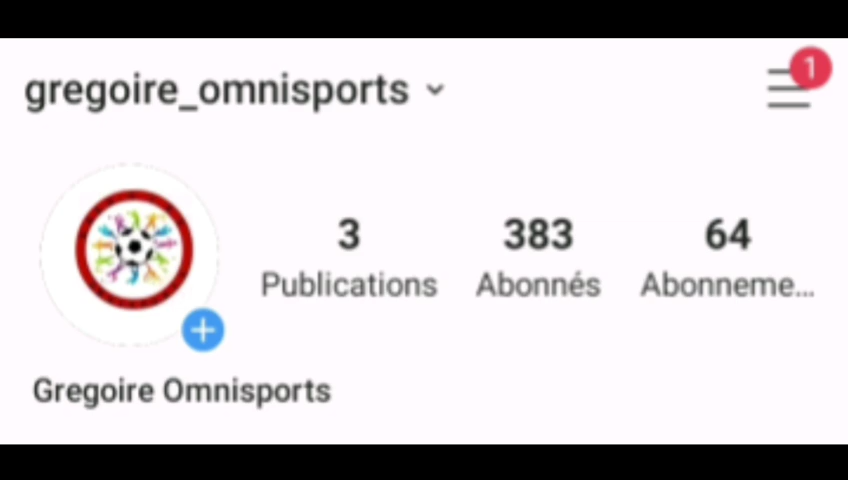 gregoire_omnisports
1
3 383 64
Publications Abonnés Abonneme...
Gregoire Omnisports